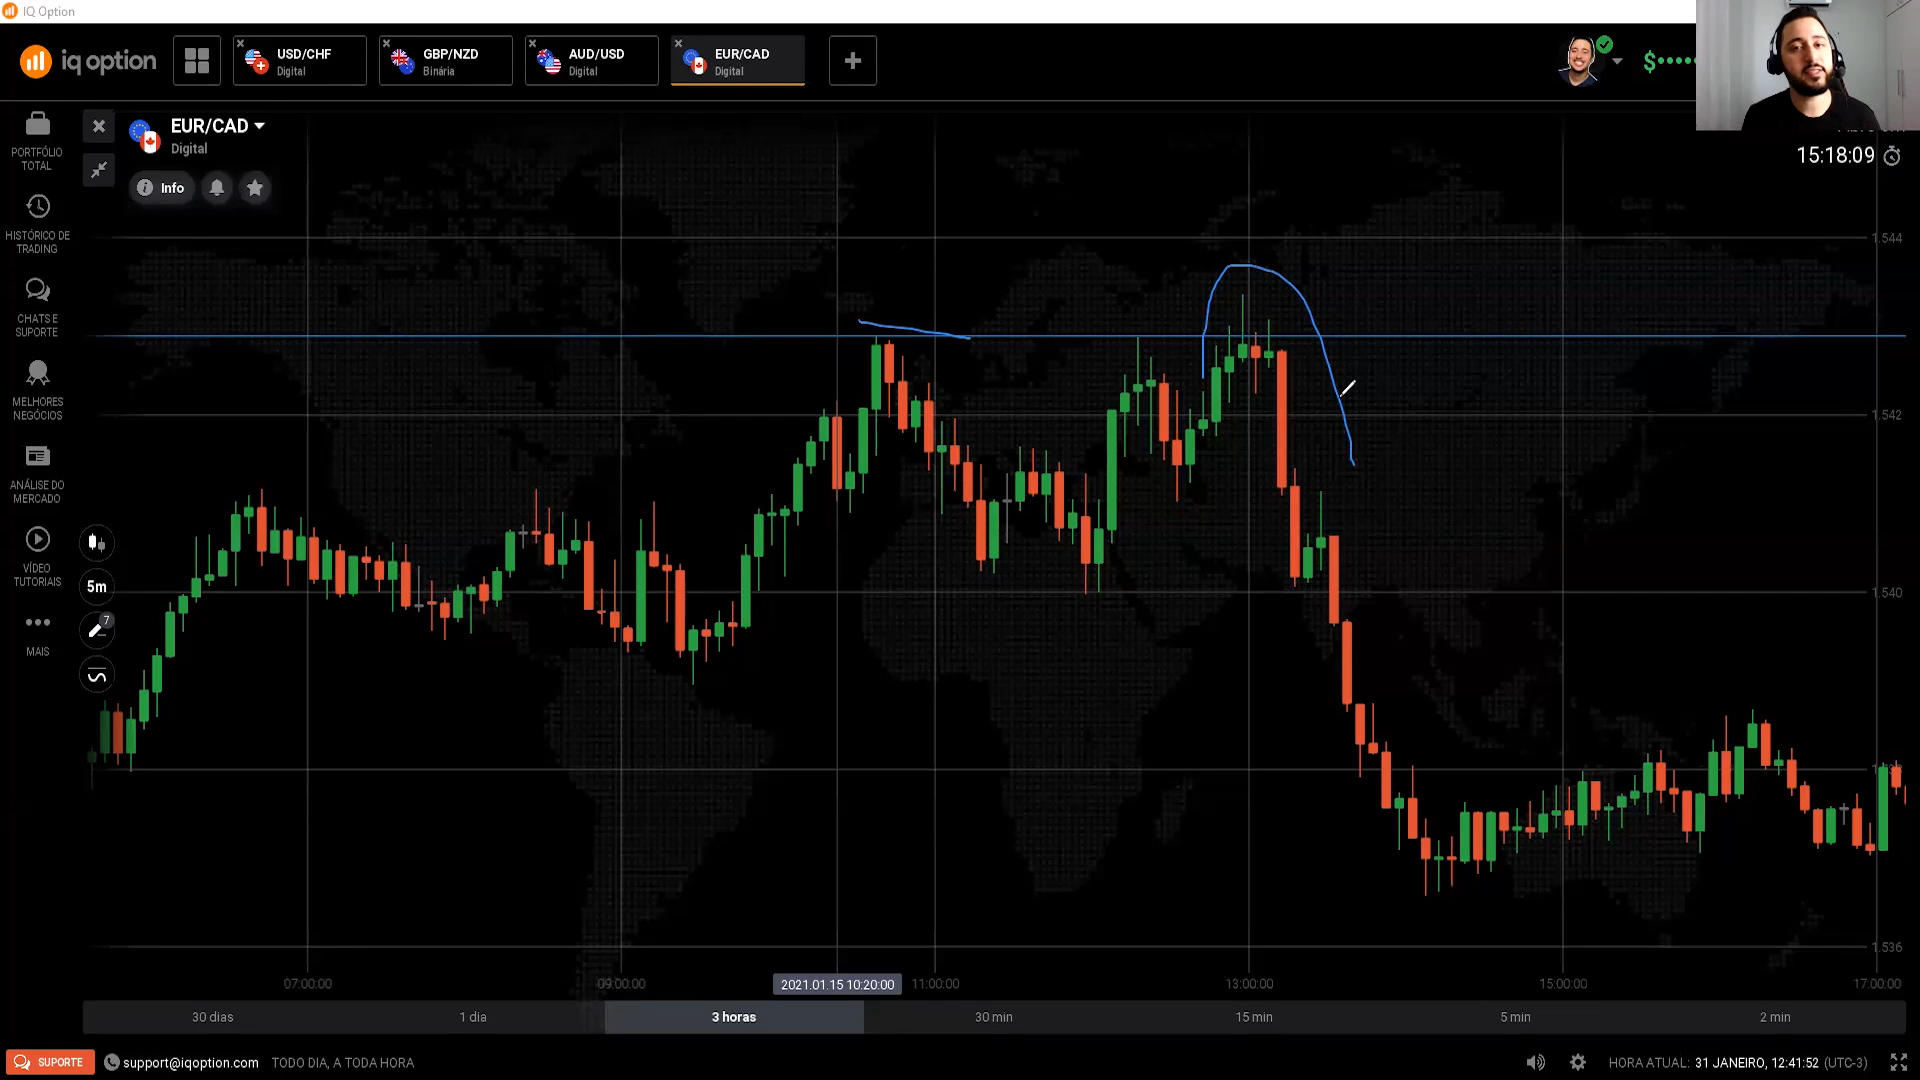 IQ Option
iq option
USD/CHF
Digital
GBP/NZD
Binária
AUD/USD
Digital
EUR/CAD
Digital
15:18:09
EUR/CAD
Digital
Info
PORTFÓLIO
TOTAL
HISTÓRICO DE
TRADING
CHATS E
SUPORTE
MELHORES
NEGÓCIOS
ANÁLISE DO
MERCADO
VÍDEO
TUTORIAIS
MAIS
5m
7
1.544
1.542
1.540
1.536
07:00:00
09:00:00
2021.01.15 10:20:00
11:00:00
13:00:00
15:00:00
17:00:00
30 dias
1 dia
3 horas
30 min
15 min
5 min
2 min
SUPORTE
support@iqoption.com
TODO DIA, A TODA HORA
HORA ATUAL: 31 JANEIRO, 12:41:52 (UTC-3)